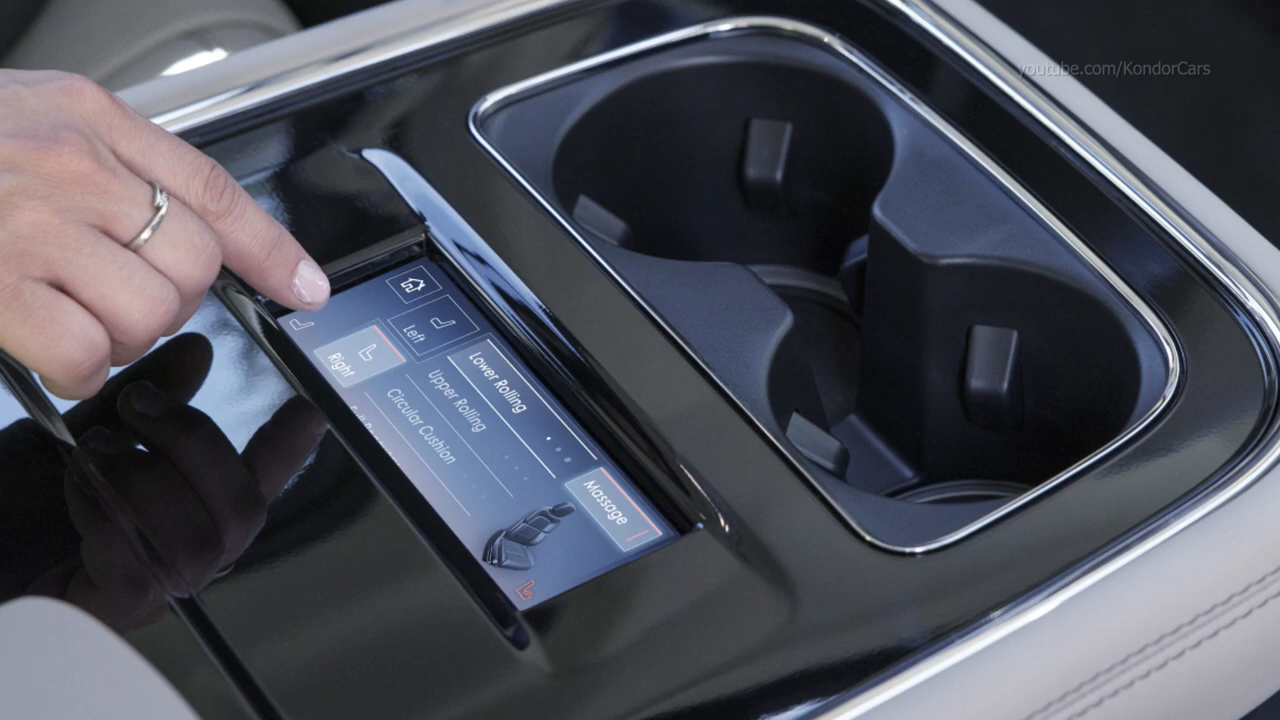 youtube.com/KondorCars
Left
Right
Lower Rolling
Upper Rolling
Circular Cushion
Massage